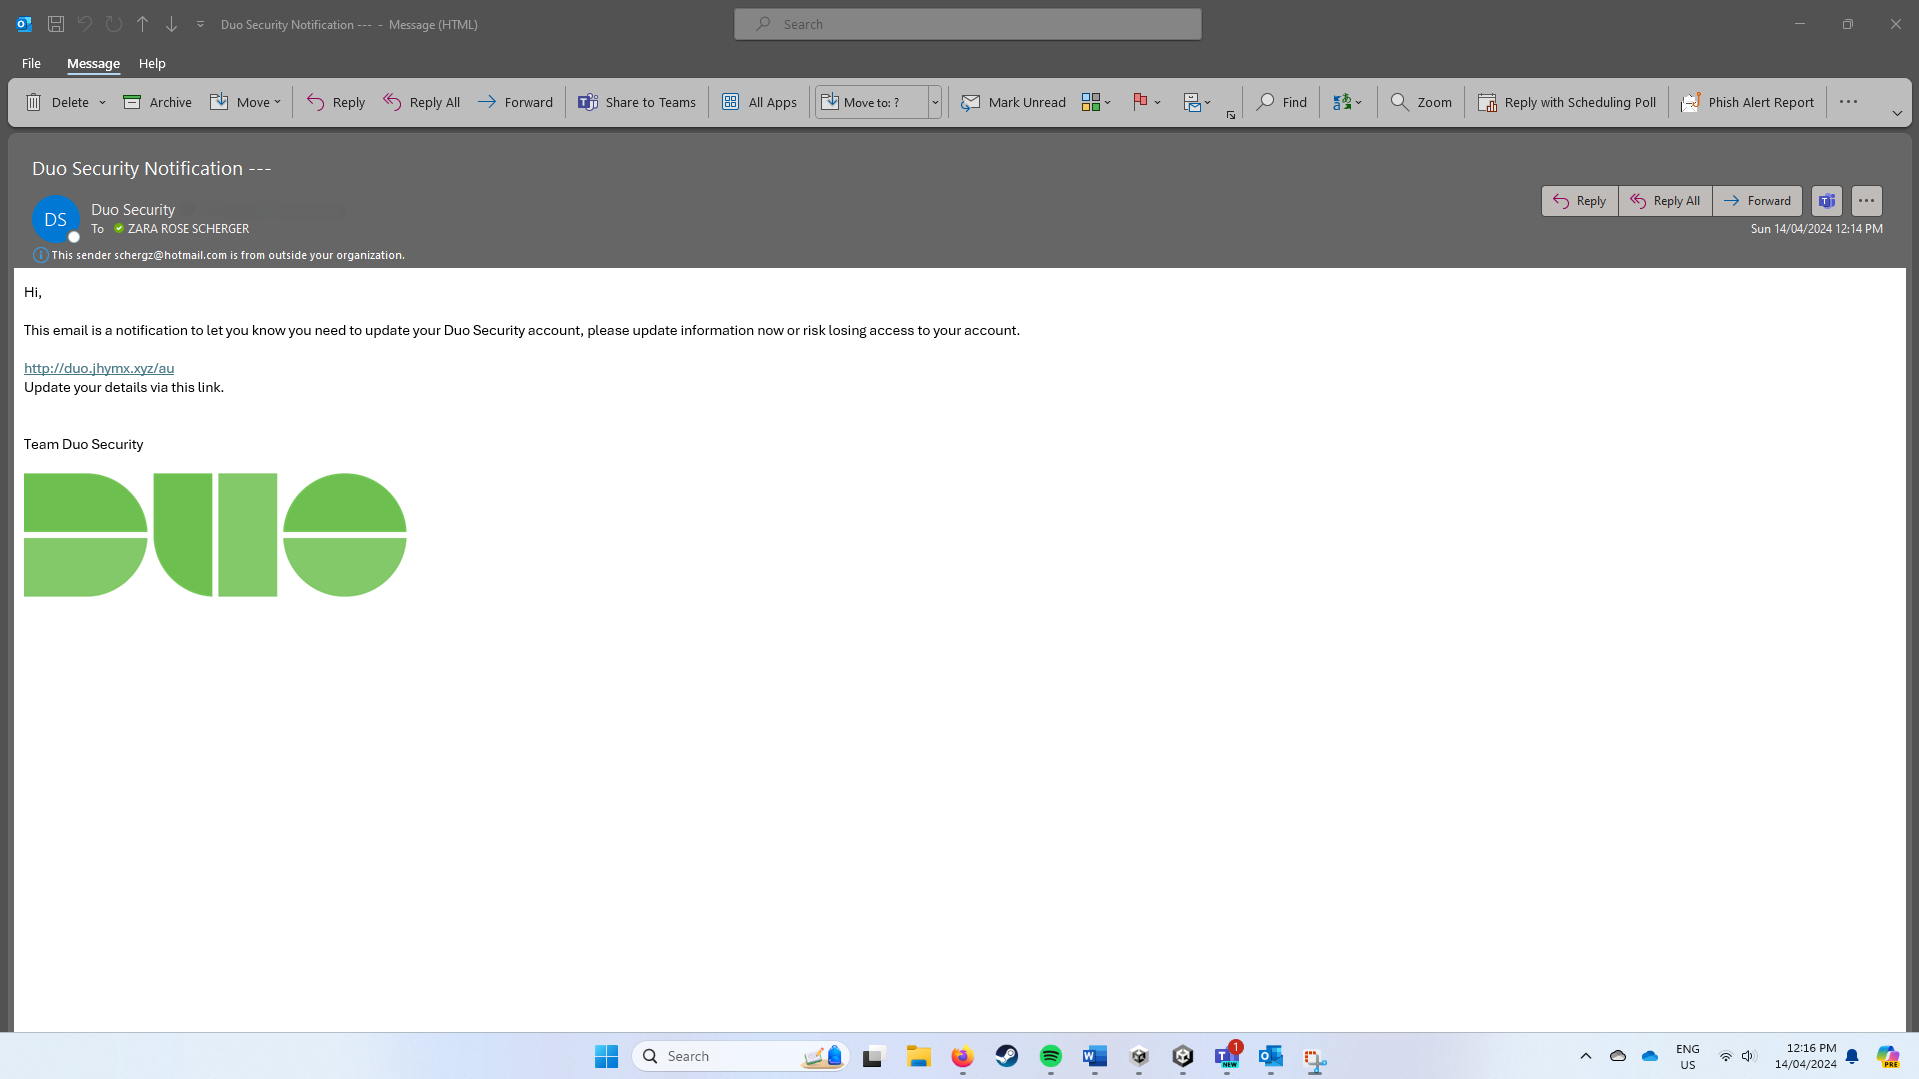 Duo Security Notification --- - Message (HTML)
Search
File Message Help
Delete Archive Move Reply Reply All Forward Share to Teams All Apps Move to: ? Mark Unread Find Zoom Reply with Scheduling Poll Phish Alert Report
Duo Security Notification ---
DS
Duo Security
To ZARA ROSE SCHERGER
This sender schergz@hotmail.com is from outside your organization.
Reply Reply All Forward
Sun 14/04/2024 12:14 PM
Hi,
This email is a notification to let you know you need to update your Duo Security account, please update information now or risk losing access to your account.
http://duo.jhymx.xyz/au
Update your details via this link.
Team Duo Security
DUO
Search
1
NEW
ENG
US
12:16 PM
14/04/2024
PRE